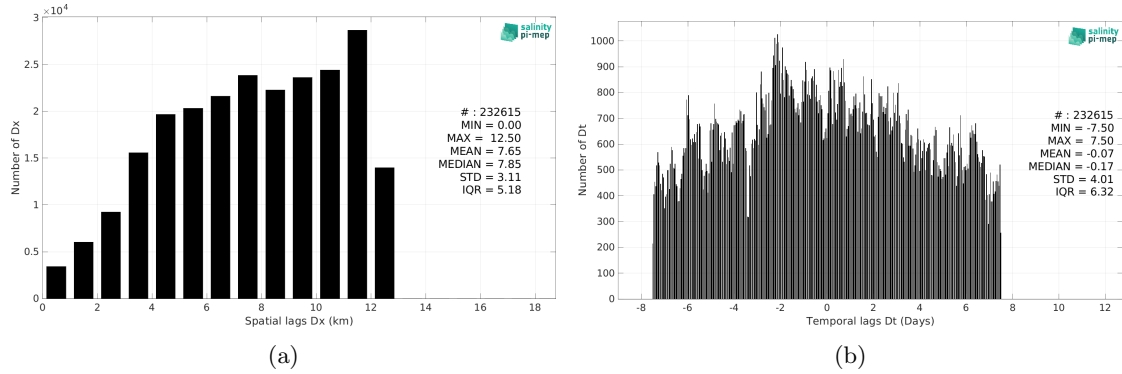 3 ×10⁴
2.5
2
1.5
1
0.5
0
0 2 4 6 8 10 12 14 16 18
Number of Dx
Spatial lags Dx (km)
salinity
pi-mep
# : 232615
MIN = 0.00
MAX = 12.50
MEAN = 7.65
MEDIAN = 7.85
STD = 3.11
IQR = 5.18
(a)
1000
900
800
700
600
500
400
300
200
100
0
-8 -6 -4 -2 0 2 4 6 8 10 12
Number of Dt
Temporal lags Dt (Days)
salinity
pi-mep
# : 232615
MIN = -7.50
MAX = 7.50
MEAN = -0.07
MEDIAN = -0.17
STD = 4.01
IQR = 6.32
(b)